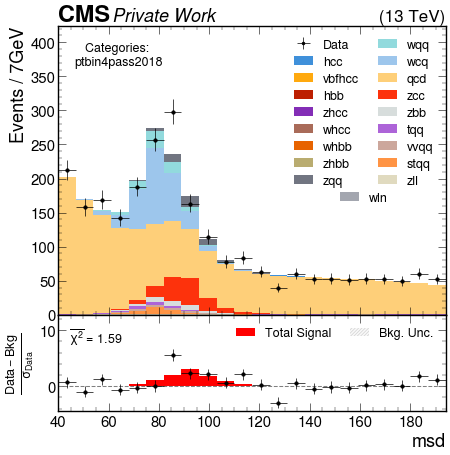 CMS Private Work (13 TeV)
Events / 7GeV
400
350
300
250
200
150
100
50
0
Categories:
ptbin4pass2018
Data
hcc
vbfhcc
hbb
zhcc
whcc
whbb
zhbb
zqq
wqq
wcq
qcd
zcc
zbb
tqq
vvqq
stqq
zll
wln
Data − Bkg
σData
10
0
χ2 = 1.59
Total Signal
Bkg. Unc.
40 60 80 100 120 140 160 180
msd